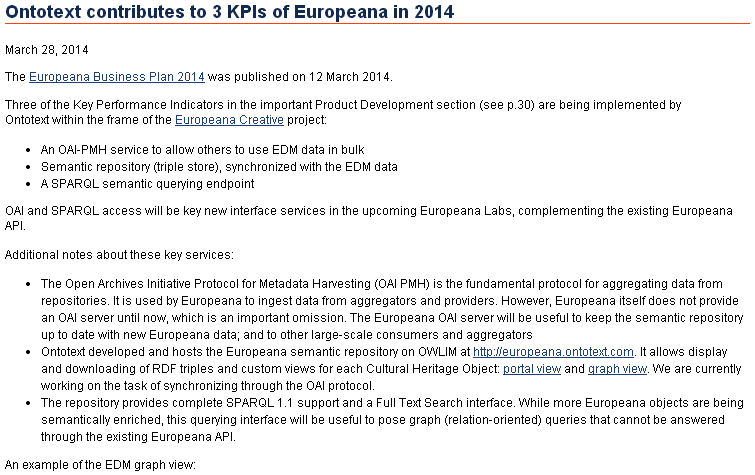 Ontotext contributes to 3 KPIs of Europeana in 2014
March 28, 2014
The Europeana Business Plan 2014 was published on 12 March 2014.
Three of the Key Performance Indicators in the important Product Development section (see p.30) are being implemented by
Ontotext within the frame of the Europeana Creative project:
• An OAI-PMH service to allow others to use EDM data in bulk
• Semantic repository (triple store), synchronized with the EDM data
• A SPARQL semantic querying endpoint
OAI and SPARQL access will be key new interface services in the upcoming Europeana Labs, complementing the existing Europeana
API.
Additional notes about these key services:
• The Open Archives Initiative Protocol for Metadata Harvesting (OAI PMH) is the fundamental protocol for aggregating data from
repositories. It is used by Europeana to ingest data from aggregators and providers. However, Europeana itself does not provide
an OAI server until now, which is an important omission. The Europeana OAI server will be useful to keep the semantic repository
up to date with new Europeana data; and to other large-scale consumers and aggregators
• Ontotext developed and hosts the Europeana semantic repository on OWLIM at http://europeana.ontotext.com. It allows display
and downloading of RDF triples and custom views for each Cultural Heritage Object: portal view and graph view. We are currently
working on the task of synchronizing through the OAI protocol.
• The repository provides complete SPARQL 1.1 support and a Full Text Search interface. While more Europeana objects are being
semantically enriched, this querying interface will be useful to pose graph (relation-oriented) queries that cannot be answered
through the existing Europeana API.
An example of the EDM graph view: